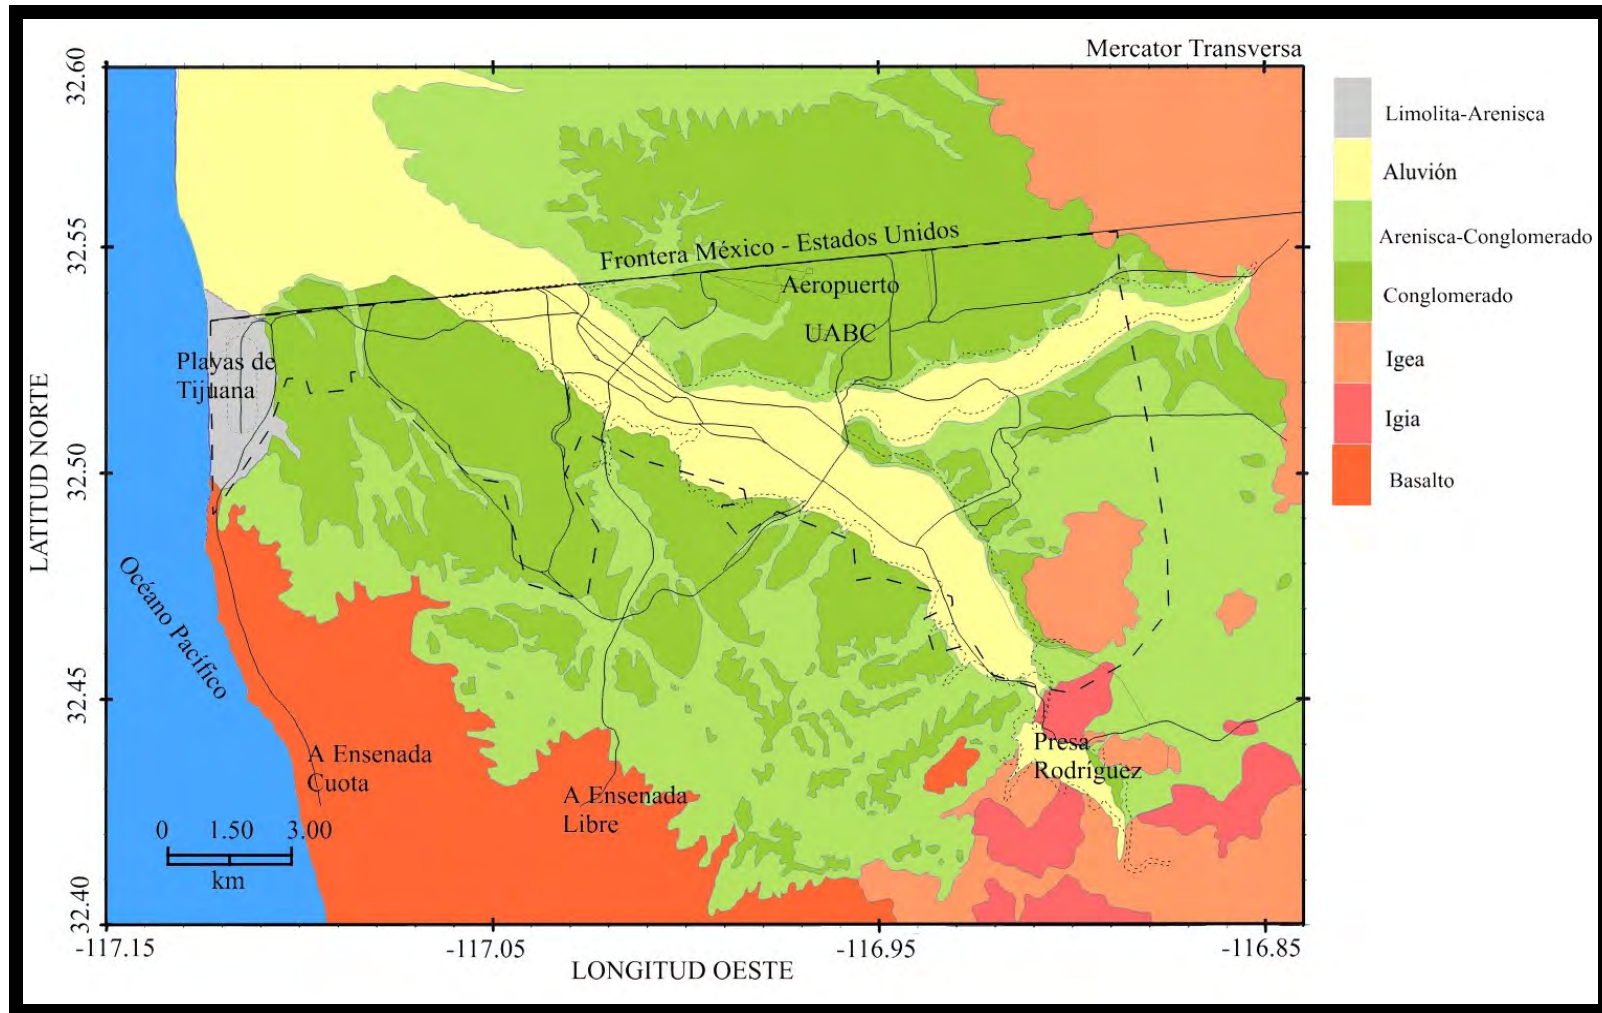 Mercator Transversa
32.60
32.55
32.50
32.45
32.40
LATITUD NORTE
Frontera México - Estados Unidos
Aeropuerto
UABC
Playas de
Tijuana
Océano Pacífico
A Ensenada
Cuota
A Ensenada
Libre
Presa
Rodríguez
0 1.50 3.00
km
-117.15 -117.05 -116.95 -116.85
LONGITUD OESTE
Limolita-Arenisca
Aluvión
Arenisca-Conglomerado
Conglomerado
Igea
Igia
Basalto